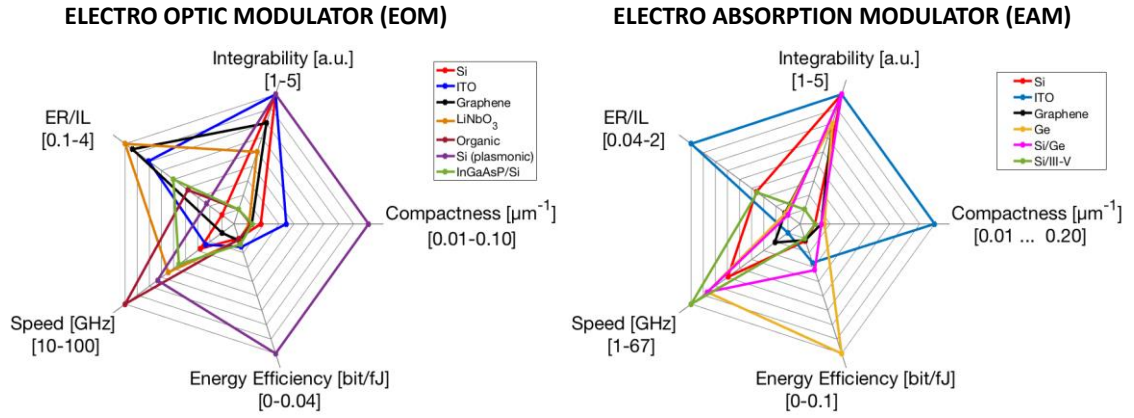 ELECTRO OPTIC MODULATOR (EOM)
Integrability [a.u.]
[1-5]
Si
ITO
Graphene
LiNbO₃
Organic
Si (plasmonic)
InGaAsP/Si
ER/IL
[0.1-4]
Compactness [µm⁻¹]
[0.01-0.10]
Speed [GHz]
[10-100]
Energy Efficiency [bit/fJ]
[0-0.04]
ELECTRO ABSORPTION MODULATOR (EAM)
Integrability [a.u.]
[1-5]
Si
ITO
Graphene
Ge
Si/Ge
Si/III-V
ER/IL
[0.04-2]
Compactness [µm⁻¹]
[0.01 ... 0.20]
Speed [GHz]
[1-67]
Energy Efficiency [bit/fJ]
[0-0.1]